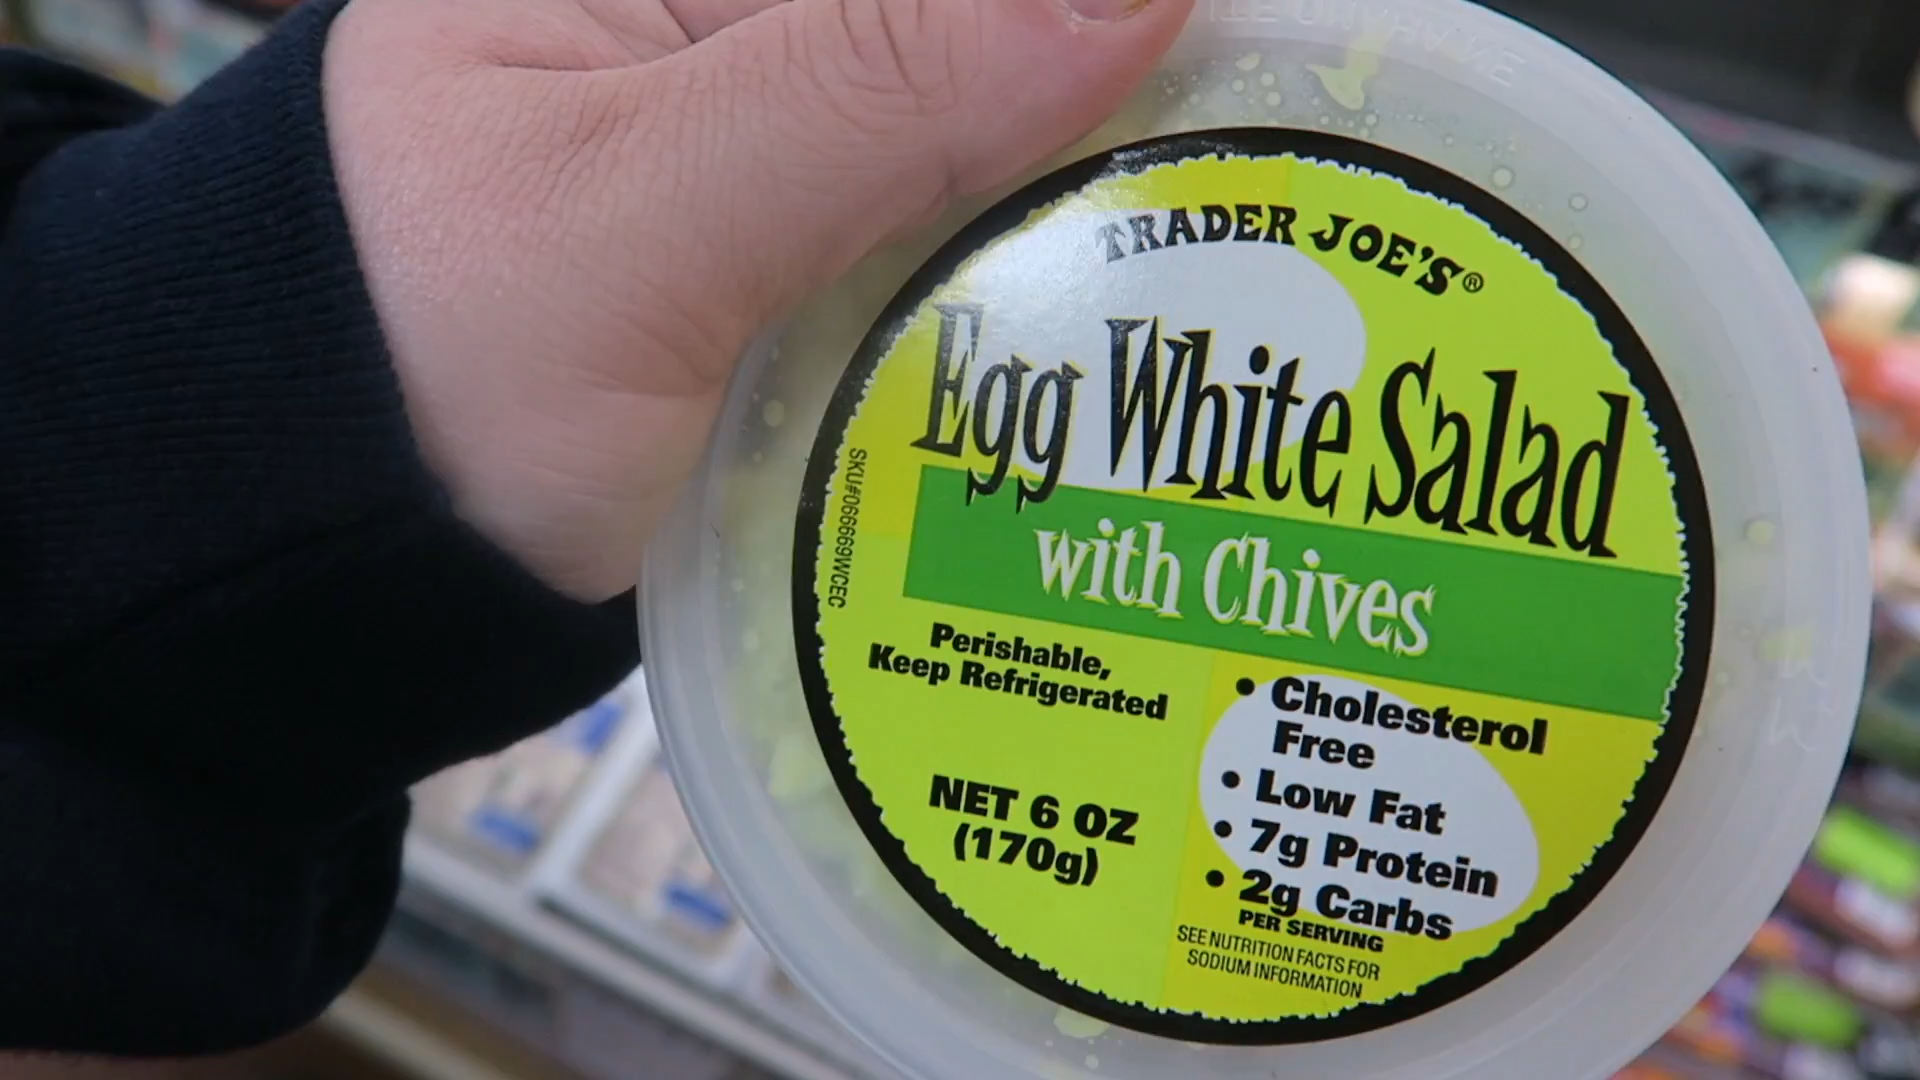 TRADER JOE'S®
Egg White Salad
with Chives
SKU#066669WCEC
Perishable,
Keep Refrigerated
NET 6 OZ
(170g)
• Cholesterol
Free
• Low Fat
• 7g Protein
• 2g Carbs
PER SERVING
SEE NUTRITION FACTS FOR
SODIUM INFORMATION